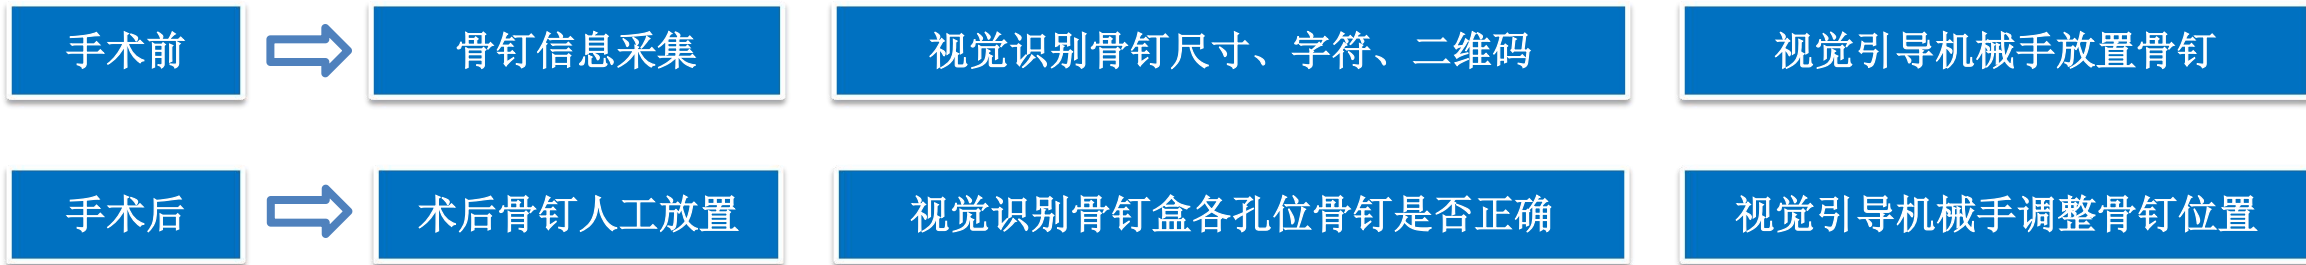 手术前
骨钉信息采集
视觉识别骨钉尺寸、字符、二维码
视觉引导机械手放置骨钉
手术后
术后骨钉人工放置
视觉识别骨钉盒各孔位骨钉是否正确
视觉引导机械手调整骨钉位置